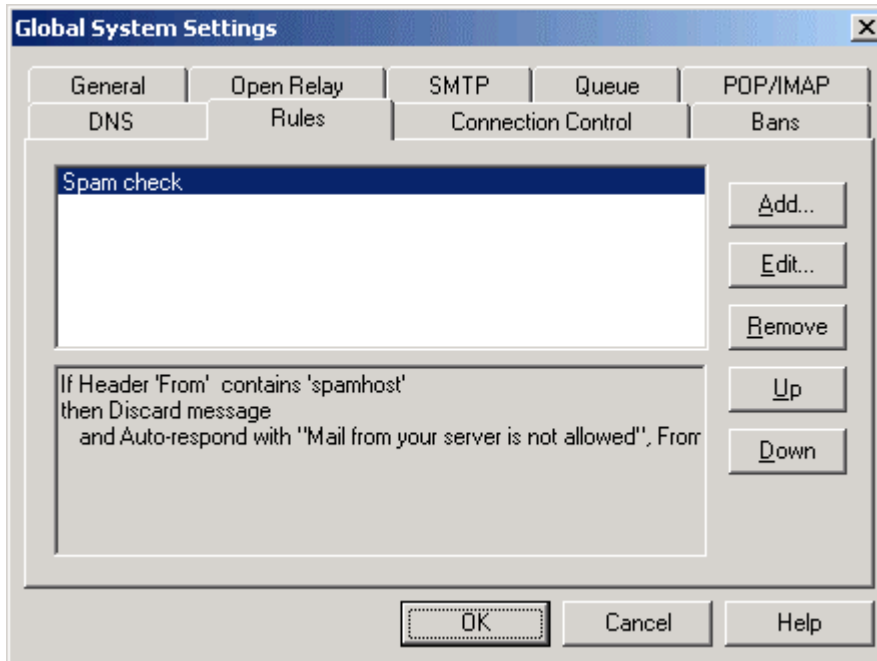 Global System Settings
General Open Relay SMTP Queue POP/IMAP
DNS Rules Connection Control Bans
Spam check
Add...
Edit...
Remove
Up
Down
If Header 'From'  contains 'spamhost'
then Discard message
and Auto-respond with "Mail from your server is not allowed", From
OK Cancel Help